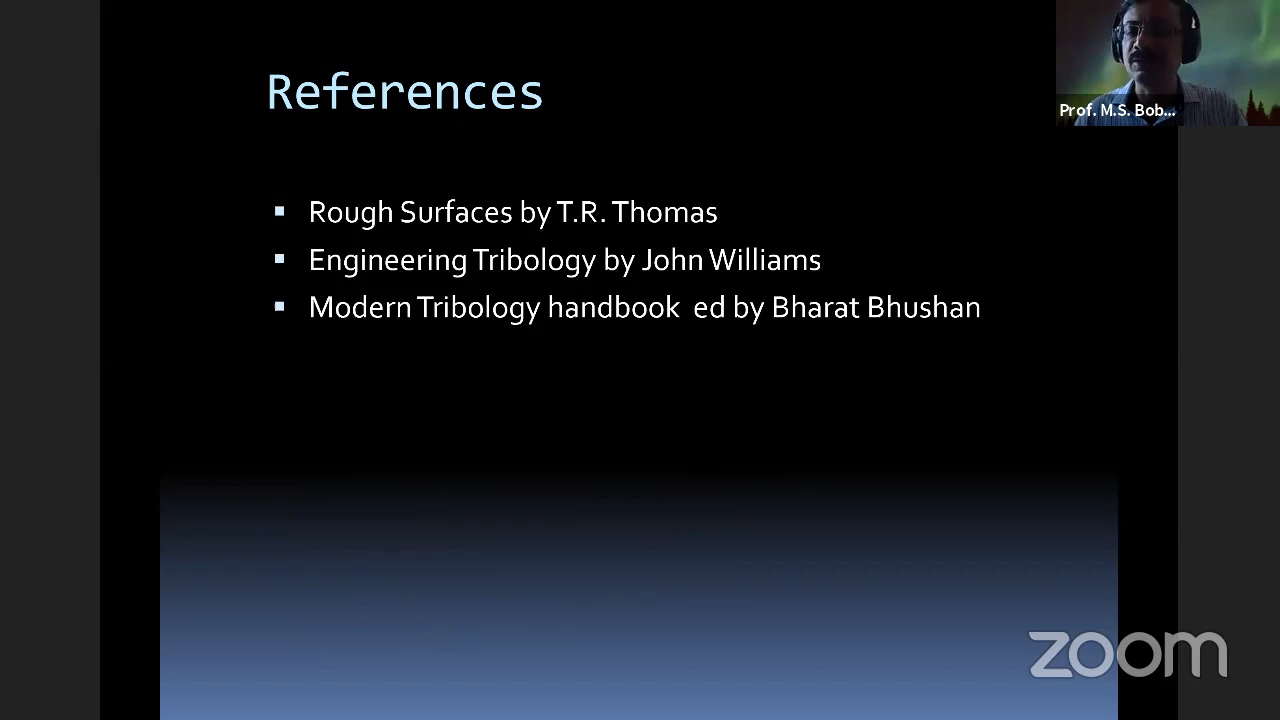 References
Prof. M.S. Bob...
▪ Rough Surfaces by T.R. Thomas
▪ Engineering Tribology by John Williams
▪ Modern Tribology handbook ed by Bharat Bhushan
zoom